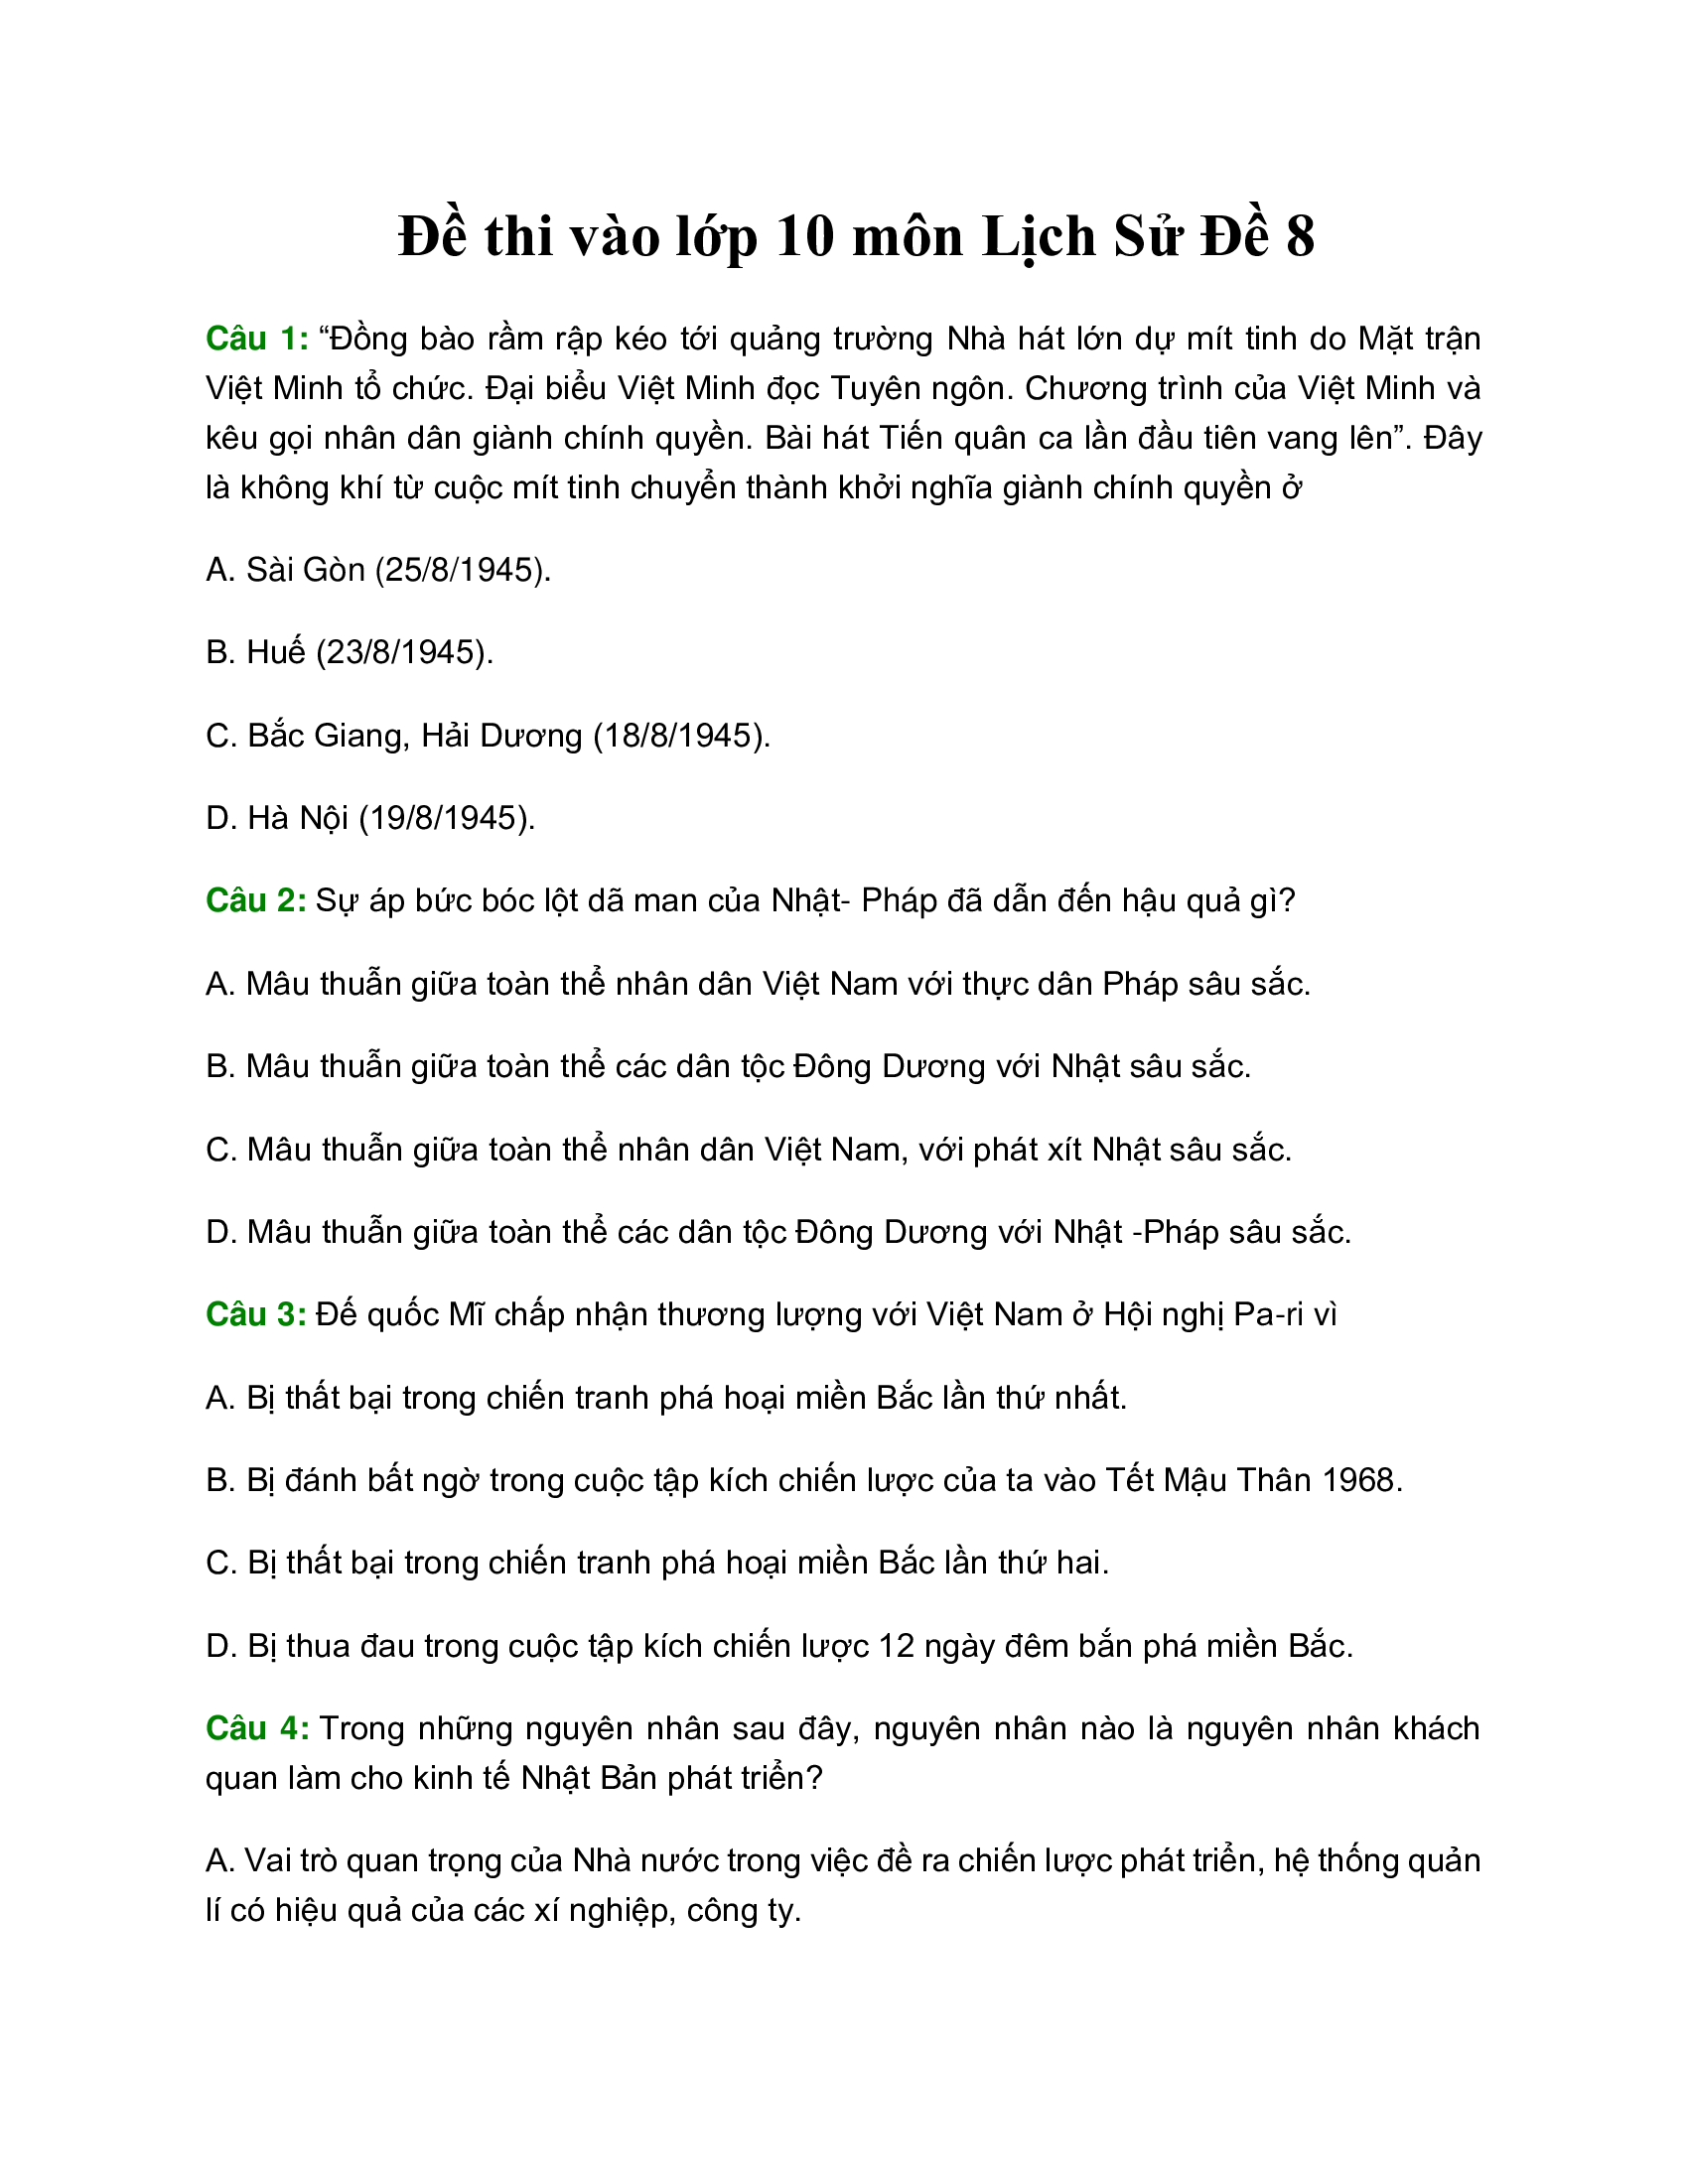 Đề thi vào lớp 10 môn Lịch Sử Đề 8
Câu 1: “Đồng bào rầm rập kéo tới quảng trường Nhà hát lớn dự mít tinh do Mặt trận
Việt Minh tổ chức. Đại biểu Việt Minh đọc Tuyên ngôn. Chương trình của Việt Minh và
kêu gọi nhân dân giành chính quyền. Bài hát Tiến quân ca lần đầu tiên vang lên”. Đây
là không khí từ cuộc mít tinh chuyển thành khởi nghĩa giành chính quyền ở
A. Sài Gòn (25/8/1945).
B. Huế (23/8/1945).
C. Bắc Giang, Hải Dương (18/8/1945).
D. Hà Nội (19/8/1945).
Câu 2: Sự áp bức bóc lột dã man của Nhật- Pháp đã dẫn đến hậu quả gì?
A. Mâu thuẫn giữa toàn thể nhân dân Việt Nam với thực dân Pháp sâu sắc.
B. Mâu thuẫn giữa toàn thể các dân tộc Đông Dương với Nhật sâu sắc.
C. Mâu thuẫn giữa toàn thể nhân dân Việt Nam, với phát xít Nhật sâu sắc.
D. Mâu thuẫn giữa toàn thể các dân tộc Đông Dương với Nhật -Pháp sâu sắc.
Câu 3: Đế quốc Mĩ chấp nhận thương lượng với Việt Nam ở Hội nghị Pa-ri vì
A. Bị thất bại trong chiến tranh phá hoại miền Bắc lần thứ nhất.
B. Bị đánh bất ngờ trong cuộc tập kích chiến lược của ta vào Tết Mậu Thân 1968.
C. Bị thất bại trong chiến tranh phá hoại miền Bắc lần thứ hai.
D. Bị thua đau trong cuộc tập kích chiến lược 12 ngày đêm bắn phá miền Bắc.
Câu 4: Trong những nguyên nhân sau đây, nguyên nhân nào là nguyên nhân khách
quan làm cho kinh tế Nhật Bản phát triển?
A. Vai trò quan trọng của Nhà nước trong việc đề ra chiến lược phát triển, hệ thống quản
lí có hiệu quả của các xí nghiệp, công ty.